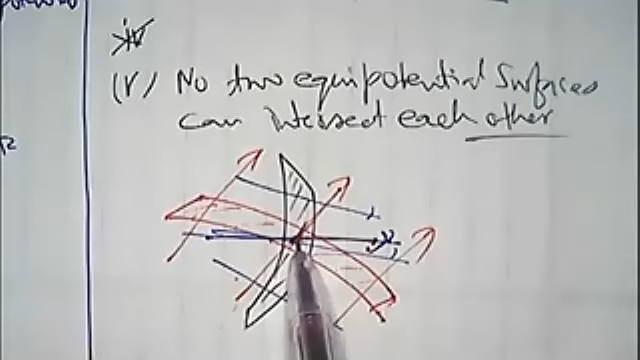 (V) No two equipotential Surfaces
can intersect each other